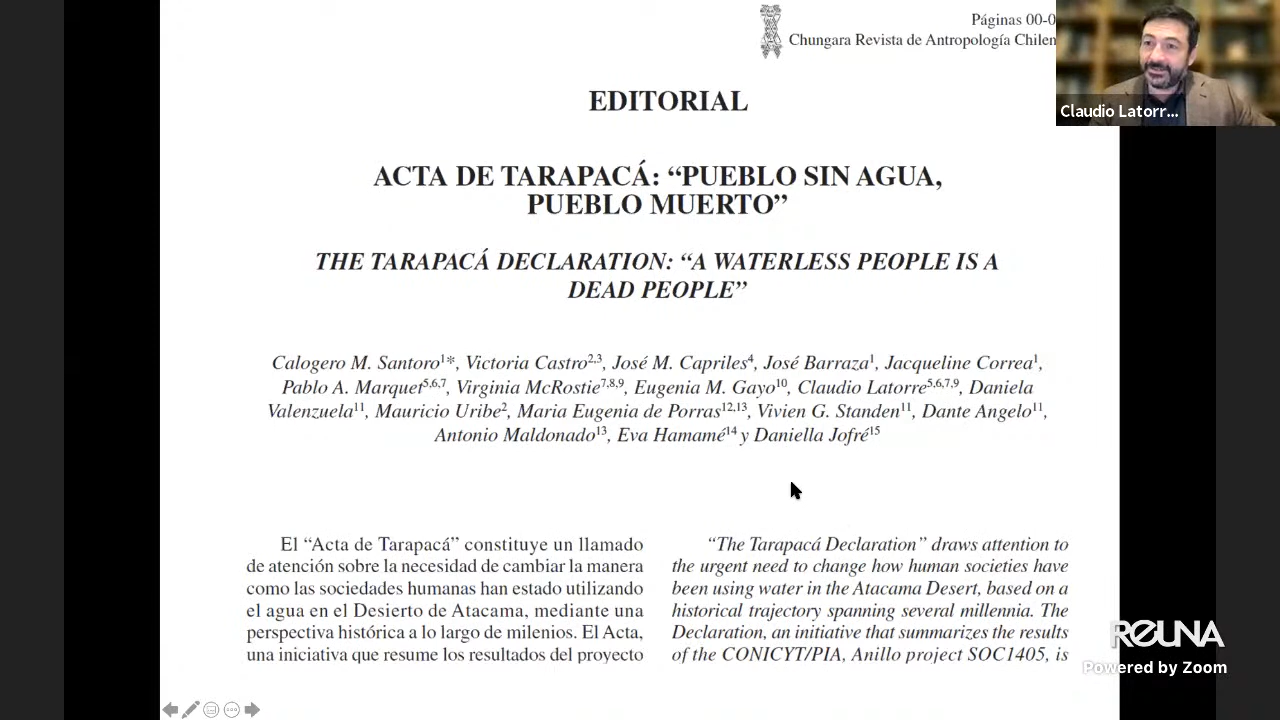 Páginas 00-0
Chungara Revista de Antropología Chilen
Claudio Latorr...
EDITORIAL
ACTA DE TARAPACÁ: “PUEBLO SIN AGUA,
PUEBLO MUERTO”
THE TARAPACÁ DECLARATION: “A WATERLESS PEOPLE IS A
DEAD PEOPLE”
Calogero M. Santoro1*, Victoria Castro2,3, José M. Capriles4, José Barraza1, Jacqueline Correa1,
Pablo A. Marquet5,6,7, Virginia McRostie7,8,9, Eugenia M. Gayo10, Claudio Latorre5,6,7,9, Daniela
Valenzuela11, Mauricio Uribe2, Maria Eugenia de Porras12,13, Vivien G. Standen11, Dante Angelo11,
Antonio Maldonado13, Eva Hamamé14 y Daniella Jofré15
El “Acta de Tarapacá” constituye un llamado
de atención sobre la necesidad de cambiar la manera
como las sociedades humanas han estado utilizando
el agua en el Desierto de Atacama, mediante una
perspectiva histórica a lo largo de milenios. El Acta,
una iniciativa que resume los resultados del proyecto
“The Tarapacá Declaration” draws attention to
the urgent need to change how human societies have
been using water in the Atacama Desert, based on a
historical trajectory spanning several millennia. The
Declaration, an initiative that summarizes the results
of the CONICYT/PIA, Anillo project SOC1405, is
REUNA
Powered by Zoom